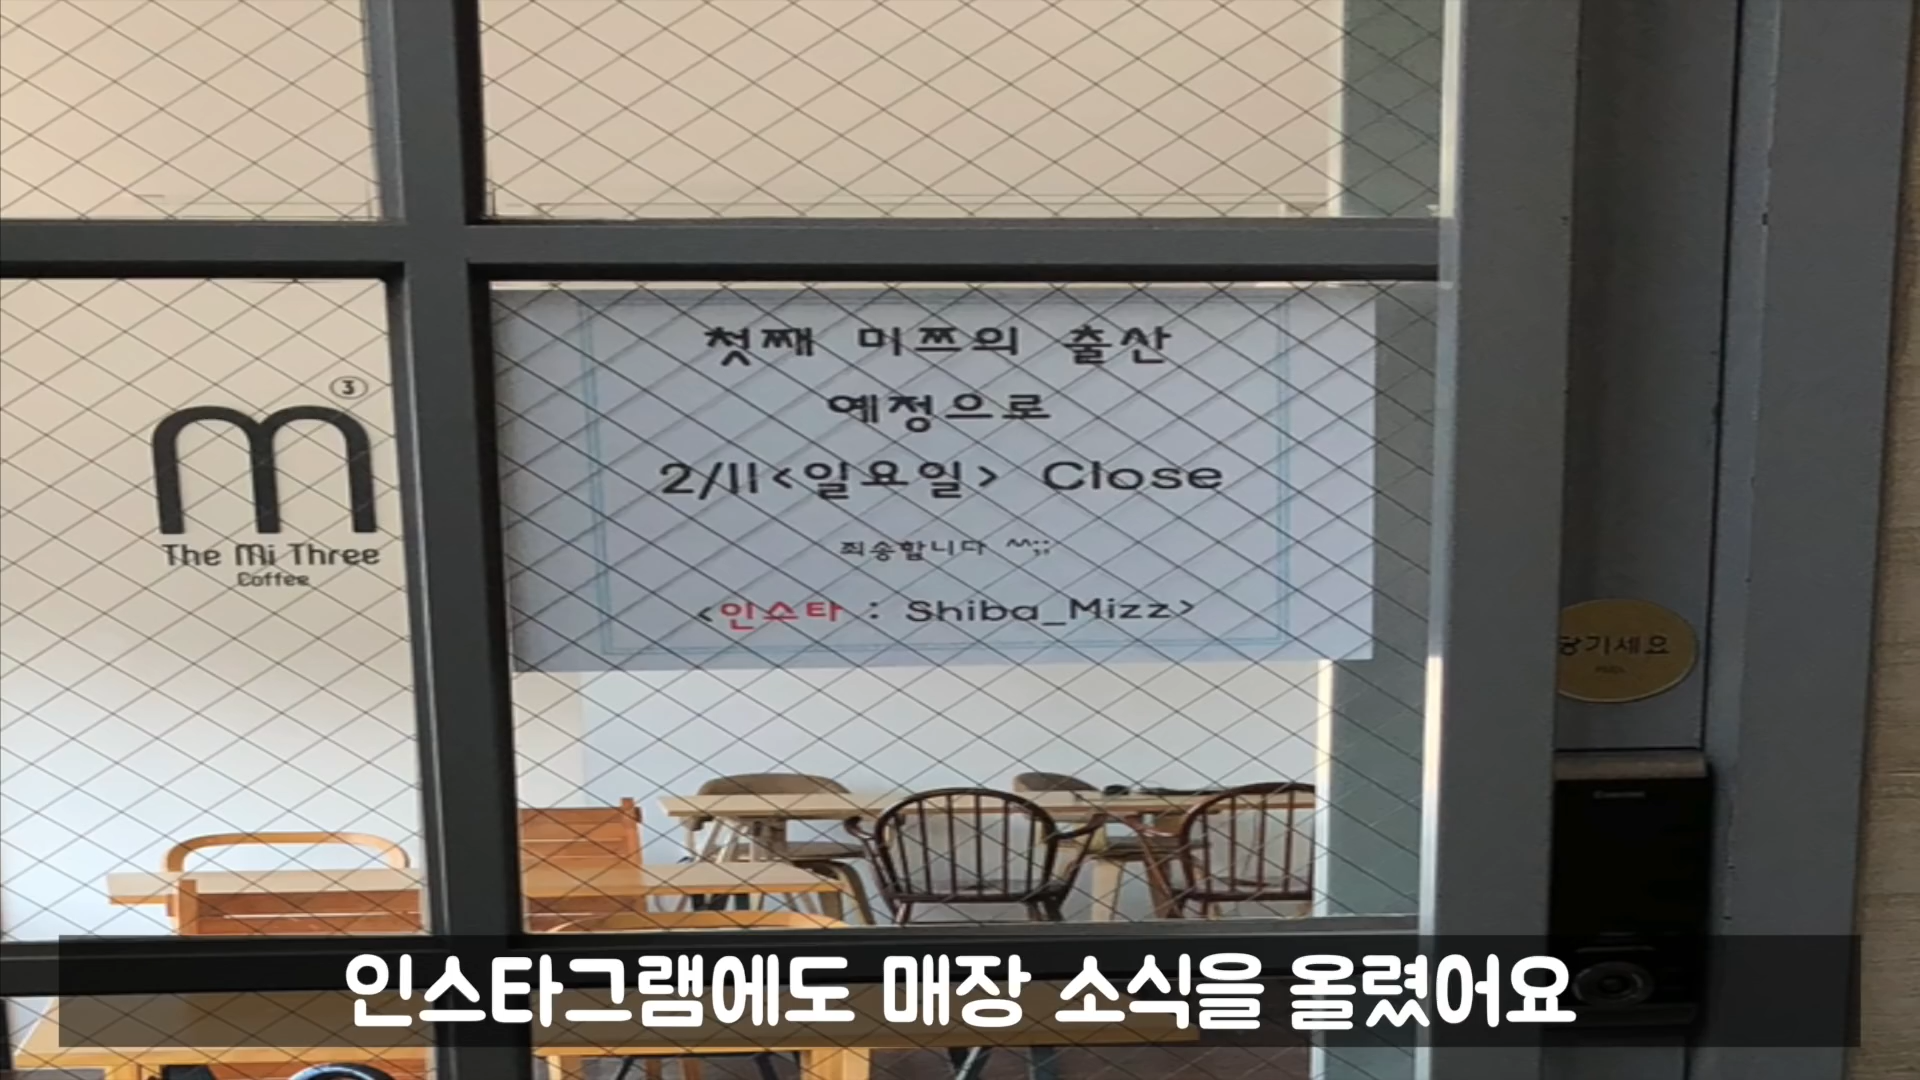 첫째 미쯔의 출산
예정으로
2/11<일요일> Close
죄송합니다 ^^;;
<인스타 : Shiba_Mizz>
3
m
The Mi Three
Coffee
당기세요
인스타그램에도 매장 소식을 올렸어요